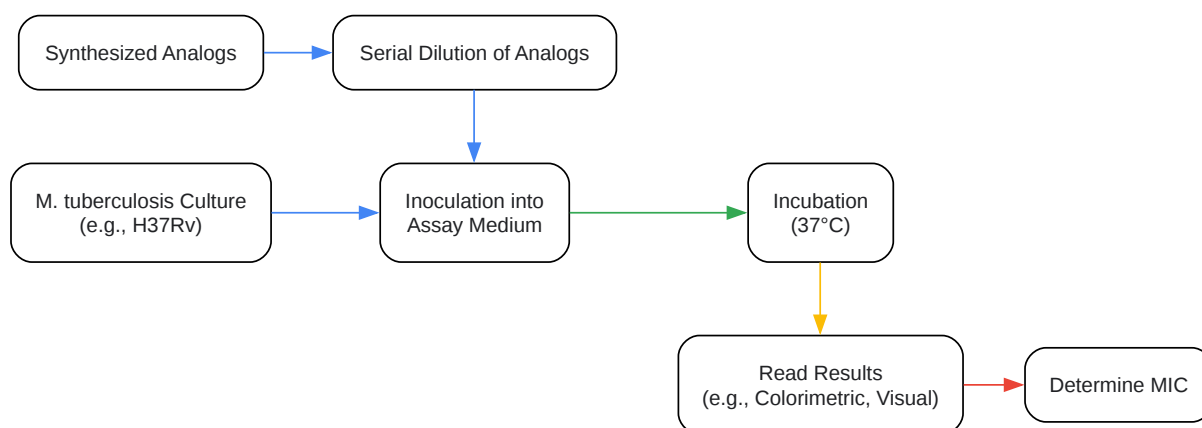 Synthesized Analogs
Serial Dilution of Analogs
M. tuberculosis Culture
(e.g., H37Rv)
Inoculation into
Assay Medium
Incubation
(37°C)
Read Results
(e.g., Colorimetric, Visual)
Determine MIC